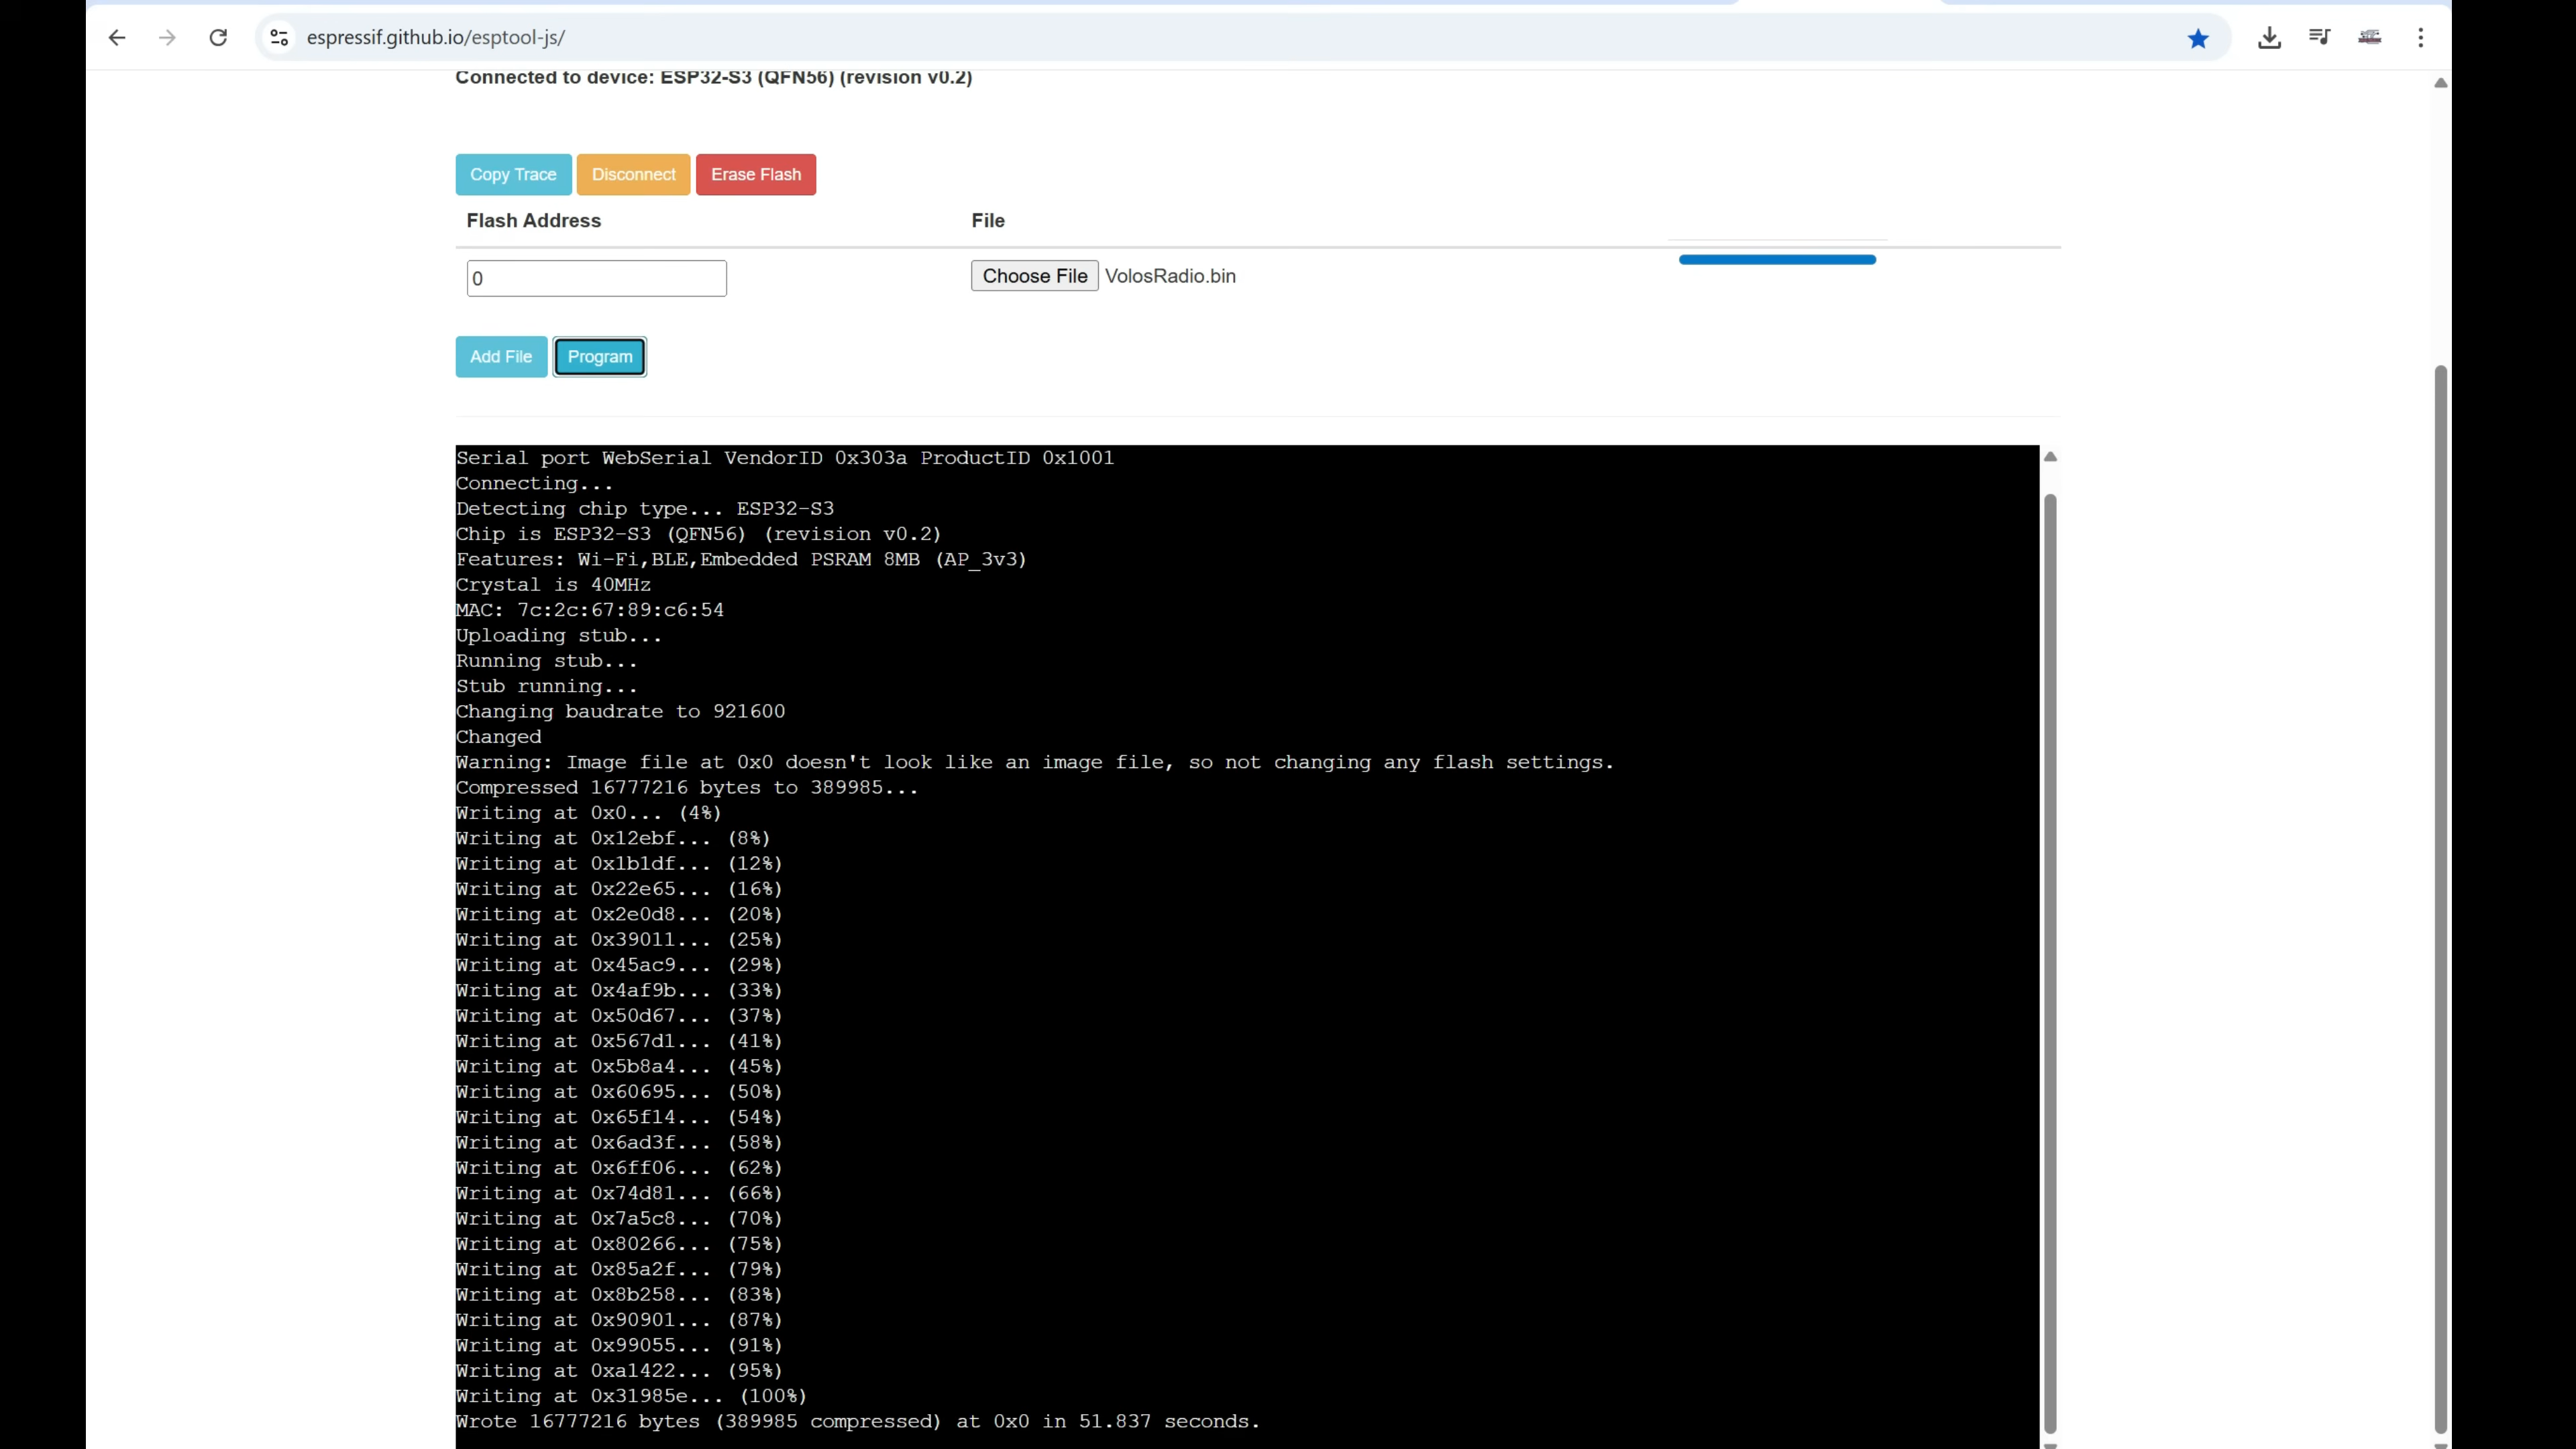 espressif.github.io/esptool-js/
Connected to device: ESP32-S3 (QFN56) (revision v0.2)
Copy Trace Disconnect Erase Flash
Flash Address File
0 Choose File VolosRadio.bin
Add File Program
Serial port WebSerial VendorID 0x303a ProductID 0x1001
Connecting...
Detecting chip type... ESP32-S3
Chip is ESP32-S3 (QFN56) (revision v0.2)
Features: Wi-Fi,BLE,Embedded PSRAM 8MB (AP_3v3)
Crystal is 40MHz
MAC: 7c:2c:67:89:c6:54
Uploading stub...
Running stub...
Stub running...
Changing baudrate to 921600
Changed
Warning: Image file at 0x0 doesn't look like an image file, so not changing any flash settings.
Compressed 16777216 bytes to 389985...
Writing at 0x0... (4%)
Writing at 0x12ebf... (8%)
Writing at 0x1b1df... (12%)
Writing at 0x22e65... (16%)
Writing at 0x2e0d8... (20%)
Writing at 0x39011... (25%)
Writing at 0x45ac9... (29%)
Writing at 0x4af9b... (33%)
Writing at 0x50d67... (37%)
Writing at 0x567d1... (41%)
Writing at 0x5b8a4... (45%)
Writing at 0x60695... (50%)
Writing at 0x65f14... (54%)
Writing at 0x6ad3f... (58%)
Writing at 0x6ff06... (62%)
Writing at 0x74d81... (66%)
Writing at 0x7a5c8... (70%)
Writing at 0x80266... (75%)
Writing at 0x85a2f... (79%)
Writing at 0x8b258... (83%)
Writing at 0x90901... (87%)
Writing at 0x99055... (91%)
Writing at 0xa1422... (95%)
Writing at 0x31985e... (100%)
Wrote 16777216 bytes (389985 compressed) at 0x0 in 51.837 seconds.